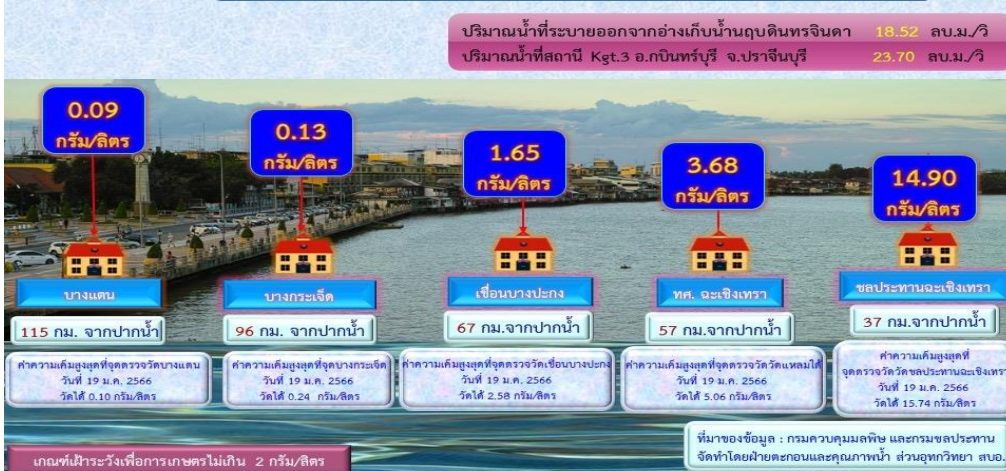 ปริมาณน้ำที่ระบายออกจากอ่างเก็บน้ำนฤบดินทรจินดา 18.52 ลบ.ม./วิ
ปริมาณน้ำที่สถานี Kgt.3 อ.กบินทร์บุรี จ.ปราจีนบุรี 23.70 ลบ.ม./วิ
0.09
กรัม/ลิตร
0.13
กรัม/ลิตร
1.65
กรัม/ลิตร
3.68
กรัม/ลิตร
14.90
กรัม/ลิตร
บางแตน
บางกระเจ็ด
เขื่อนบางปะกง
ทศ. ฉะเชิงเทรา
ชลประทานฉะเชิงเทรา
115 กม. จากปากน้ำ
96 กม. จากปากน้ำ
67 กม.จากปากน้ำ
57 กม.จากปากน้ำ
37 กม.จากปากน้ำ
ค่าความเค็มสูงสุดที่จุดตรวจวัดบางแตน
วันที่ 19 ม.ค. 2566
วัดได้ 0.10 กรัม/ลิตร
ค่าความเค็มสูงสุดที่จุดบางกระเจ็ด
วันที่ 19 ม.ค. 2566
วัดได้ 0.24 กรัม/ลิตร
ค่าความเค็มสูงสุดที่จุดตรวจวัดเขื่อนบางปะกง
วันที่ 19 ม.ค. 2566
วัดได้ 2.58 กรัม/ลิตร
ค่าความเค็มสูงสุดที่จุดตรวจวัดวัดแหลมใต้
วันที่ 19 ม.ค. 2566
วัดได้ 5.06 กรัม/ลิตร
ค่าความเค็มสูงสุดที่
จุดตรวจวัดวัดชลประทานฉะเชิงเทรา
วันที่ 19 ม.ค. 2566
วัดได้ 15.74 กรัม/ลิตร
เกณฑ์เฝ้าระวังเพื่อการเกษตรไม่เกิน 2 กรัม/ลิตร
ที่มาของข้อมูล : กรมควบคุมมลพิษ และกรมชลประทาน
จัดทำโดยฝ่ายตะกอนและคุณภาพน้ำ ส่วนอุทกวิทยา สบอ.